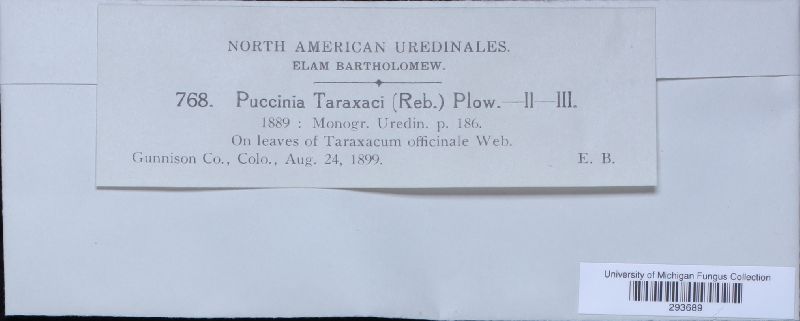 NORTH AMERICAN UREDINALES.
ELAM BARTHOLOMEW.
768. Puccinia Taraxaci (Reb.) Plow.—II—III.
1889 : Monogr. Uredin. p. 186.
On leaves of Taraxacum officinale Web.
Gunnison Co., Colo., Aug. 24, 1899. E. B.
University of Michigan Fungus Collection
293689